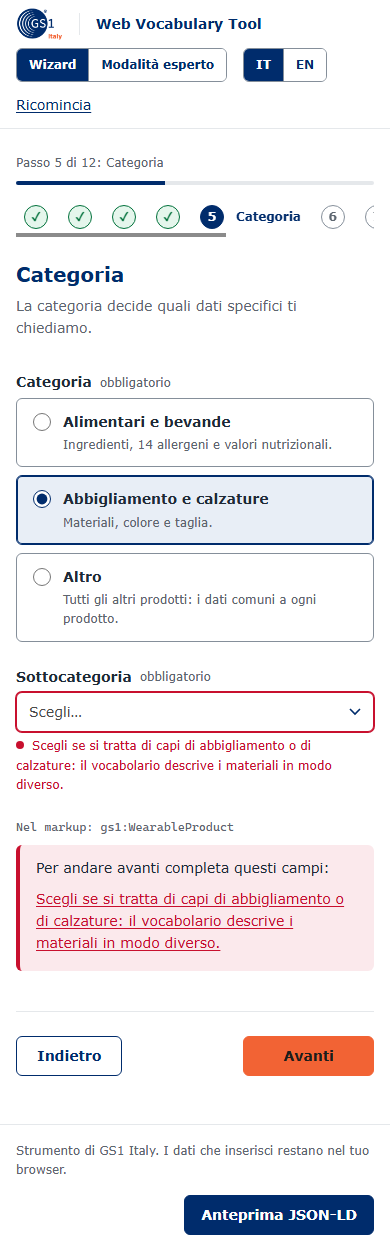 GS1
Italy
Web Vocabulary Tool
Wizard
Modalità esperto
IT
EN
Ricomincia
Passo 5 di 12: Categoria
5
Categoria
6
Categoria
La categoria decide quali dati specifici ti
chiediamo.
Categoria obbligatorio
Alimentari e bevande
Ingredienti, 14 allergeni e valori nutrizionali.
Abbigliamento e calzature
Materiali, colore e taglia.
Altro
Tutti gli altri prodotti: i dati comuni a ogni
prodotto.
Sottocategoria obbligatorio
Scegli...
Scegli se si tratta di capi di abbigliamento o di
calzature: il vocabolario descrive i materiali in modo
diverso.
Nel markup: gs1:WearableProduct
Per andare avanti completa questi campi:
Scegli se si tratta di capi di abbigliamento o
di calzature: il vocabolario descrive i
materiali in modo diverso.
Indietro
Avanti
Strumento di GS1 Italy. I dati che inserisci restano nel tuo
browser.
Anteprima JSON-LD